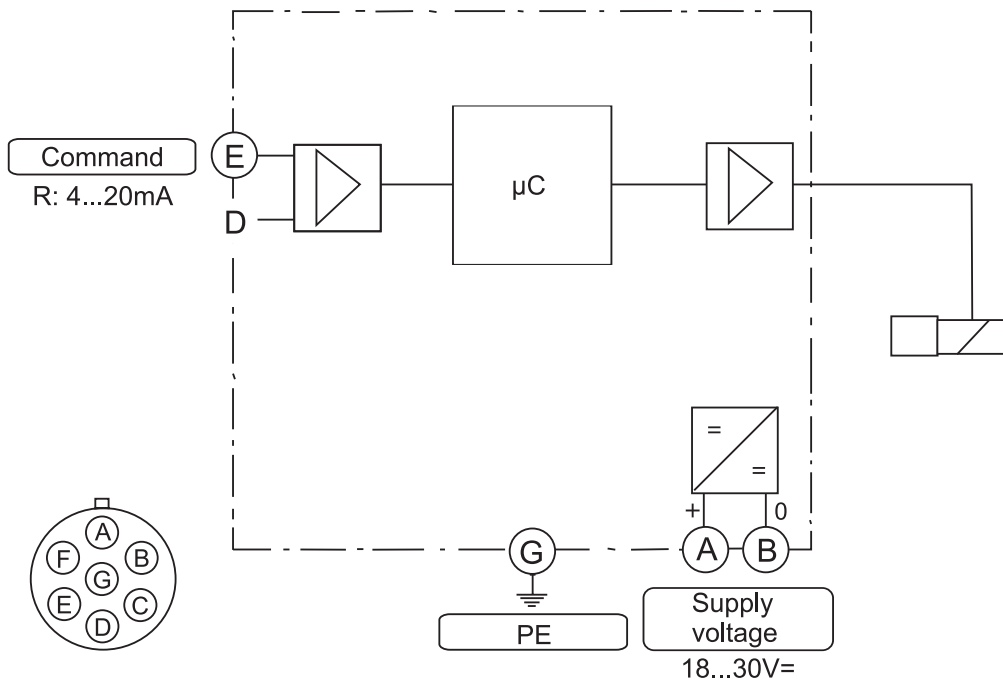 Command
E
R: 4...20mA
D
µC
=
=
+
0
A
B
G
PE
Supply
voltage
18...30V=
A
F
B
G
E
C
D